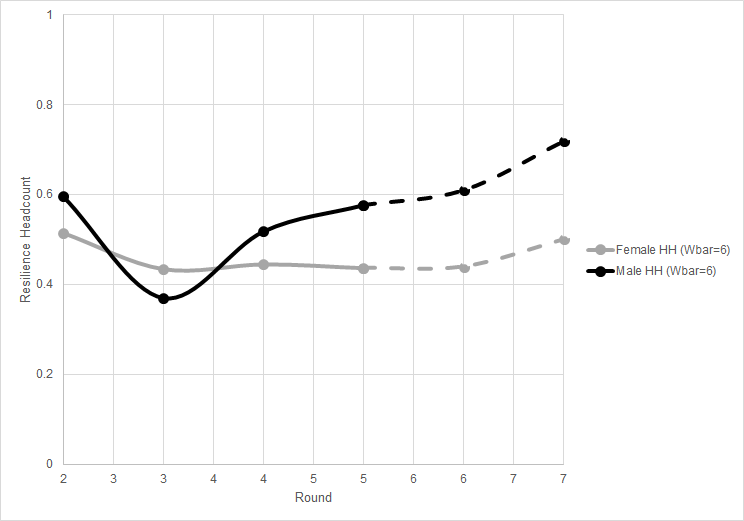 1
0.8
0.6
0.4
0.2
0
Resilience Headcount
2 3 3 4 4 5 5 6 6 7 7
Round
Female HH (Wbar=6)
Male HH (Wbar=6)